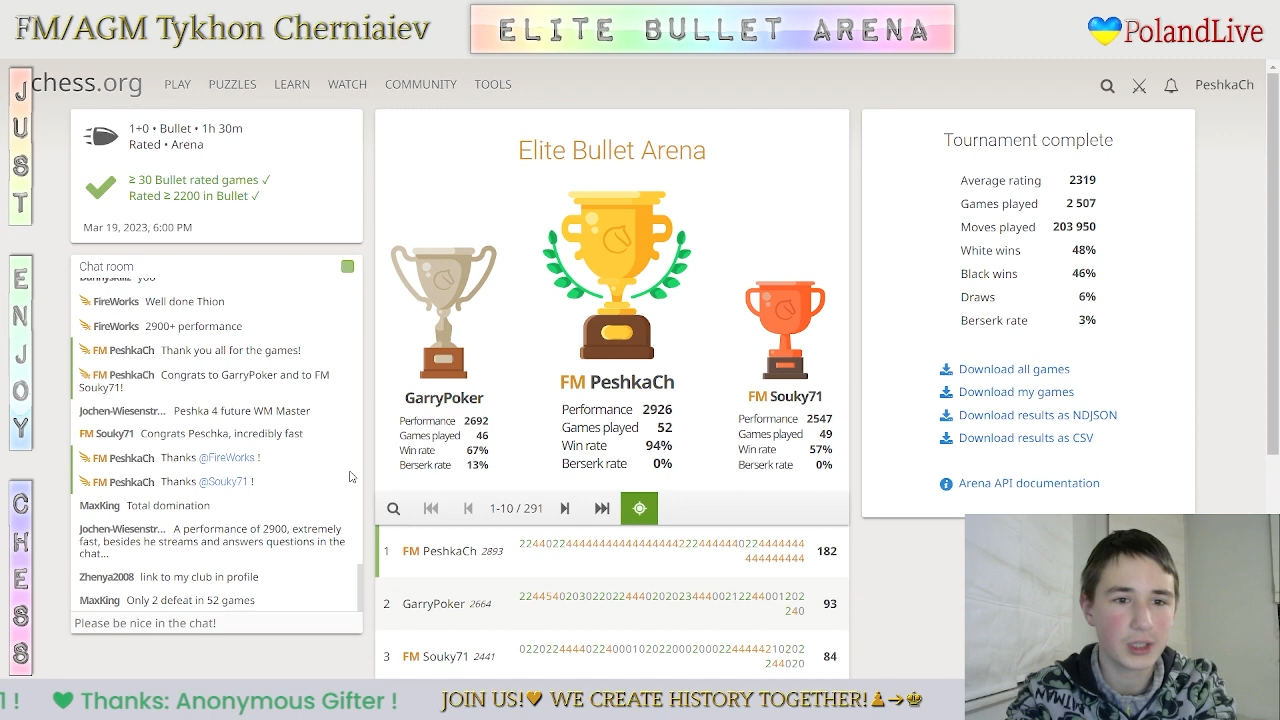 FM/AGM Tykhon Cherniaiev
ELITE BULLET ARENA
PolandLive
JUST
ENJOY
CHESS
chess.org
PLAY PUZZLES LEARN WATCH COMMUNITY TOOLS
PeshkaCh
1+0 • Bullet • 1h 30m
Rated • Arena
≥ 30 Bullet rated games ✓
Rated ≥ 2200 in Bullet ✓
Mar 19, 2023, 6:00 PM
Chat room
you
FireWorks Well done Thion
FireWorks 2900+ performance
FM PeshkaCh Thank you all for the games!
FM PeshkaCh Congrats to GarryPoker and to FM
Souky71!
Jochen-Wiesenstr... Peshka 4 future WM Master
FM Souky71 Congrats Peschka, incredibly fast
FM PeshkaCh Thanks @FireWorks !
FM PeshkaCh Thanks @Souky71 !
MaxKing Total domination
Jochen-Wiesenstr... A performance of 2900, extremely
fast, besides he streams and answers questions in the
chat...
Zhenya2008 link to my club in profile
MaxKing Only 2 defeat in 52 games
Please be nice in the chat!
Elite Bullet Arena
GarryPoker
Performance 2692
Games played 46
Win rate 67%
Berserk rate 13%
FM PeshkaCh
Performance 2926
Games played 52
Win rate 94%
Berserk rate 0%
FM Souky71
Performance 2547
Games played 49
Win rate 57%
Berserk rate 0%
1-10 / 291
1 FM PeshkaCh 2893 182
2 GarryPoker 2664 93
3 FM Souky71 2441 84
Tournament complete
Average rating 2319
Games played 2 507
Moves played 203 950
White wins 48%
Black wins 46%
Draws 6%
Berserk rate 3%
Download all games
Download my games
Download results as NDJSON
Download results as CSV
Arena API documentation
BATMAN
1 ! Thanks: Anonymous Gifter ! JOIN US! WE CREATE HISTORY TOGETHER!